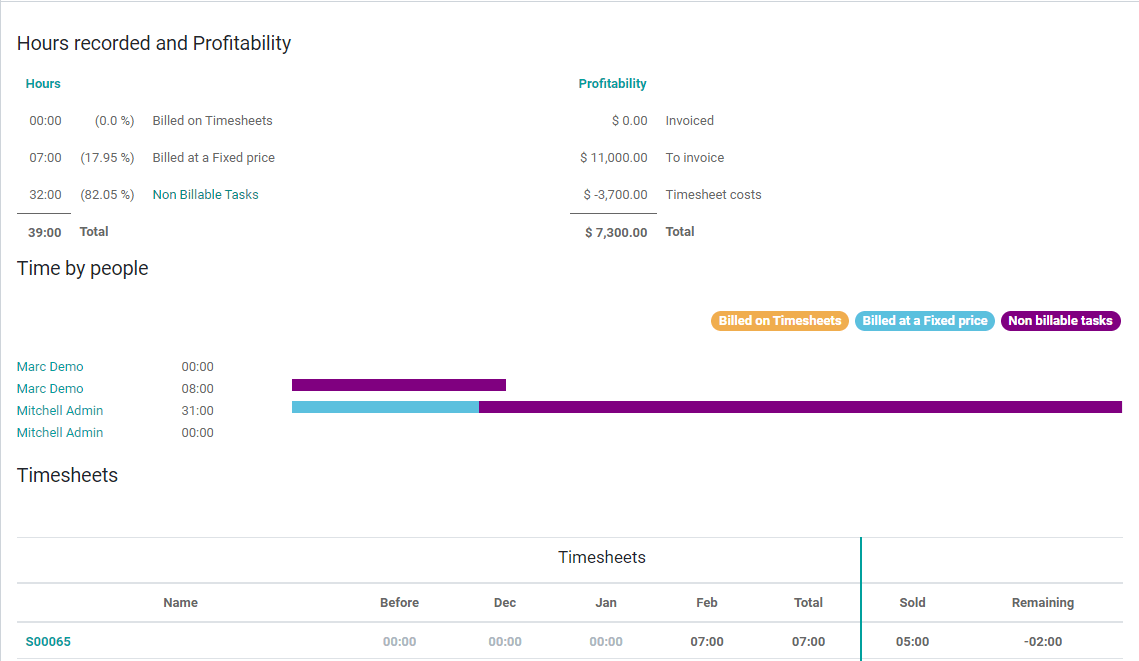 Hours recorded and Profitability
Hours Profitability
00:00 (0.0 %) Billed on Timesheets $ 0.00 Invoiced
07:00 (17.95 %) Billed at a Fixed price $ 11,000.00 To invoice
32:00 (82.05 %) Non Billable Tasks $ -3,700.00 Timesheet costs
39:00 Total $ 7,300.00 Total
Time by people
Billed on Timesheets Billed at a Fixed price Non billable tasks
Marc Demo 00:00
Marc Demo 08:00
Mitchell Admin 31:00
Mitchell Admin 00:00
Timesheets
Timesheets
Name Before Dec Jan Feb Total Sold Remaining
S00065 00:00 00:00 00:00 07:00 07:00 05:00 -02:00